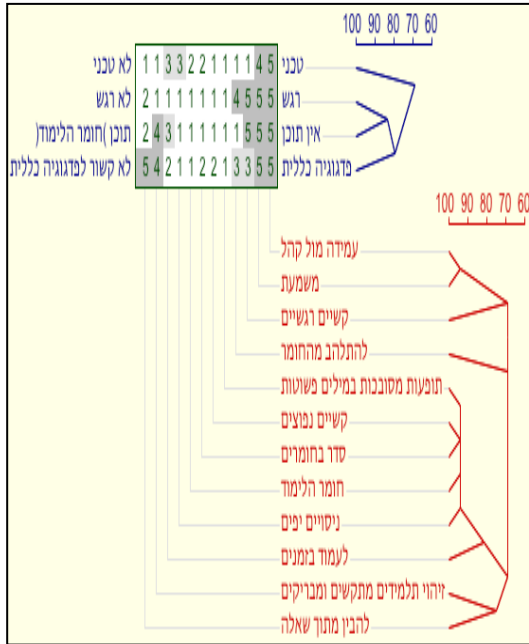 100 90 80 70 60
לא טכני 1 1 3 3 2 2 1 1 1 1 4 5 טכני
לא רגש 2 1 1 1 1 1 1 1 4 5 5 5 רגש
תוכן )חומר הלימוד( 2 4 3 1 1 1 1 1 1 5 5 5 אין תוכן
לא קשור לפדגוגיה כללית 5 4 2 1 1 2 2 1 3 3 5 5 פדגוגיה כללית
100 90 80 70 60
עמידה מול קהל
משמעת
קשיים רגשיים
להתלהב מהחומר
תופעות מסובכות במילים פשוטות
קשיים נפוצים
סדר בחומרים
חומר הלימוד
ניסויים יפים
לעמוד בזמנים
זיהוי תלמידים מתקשים ומבריקים
להבין מתוך שאלה